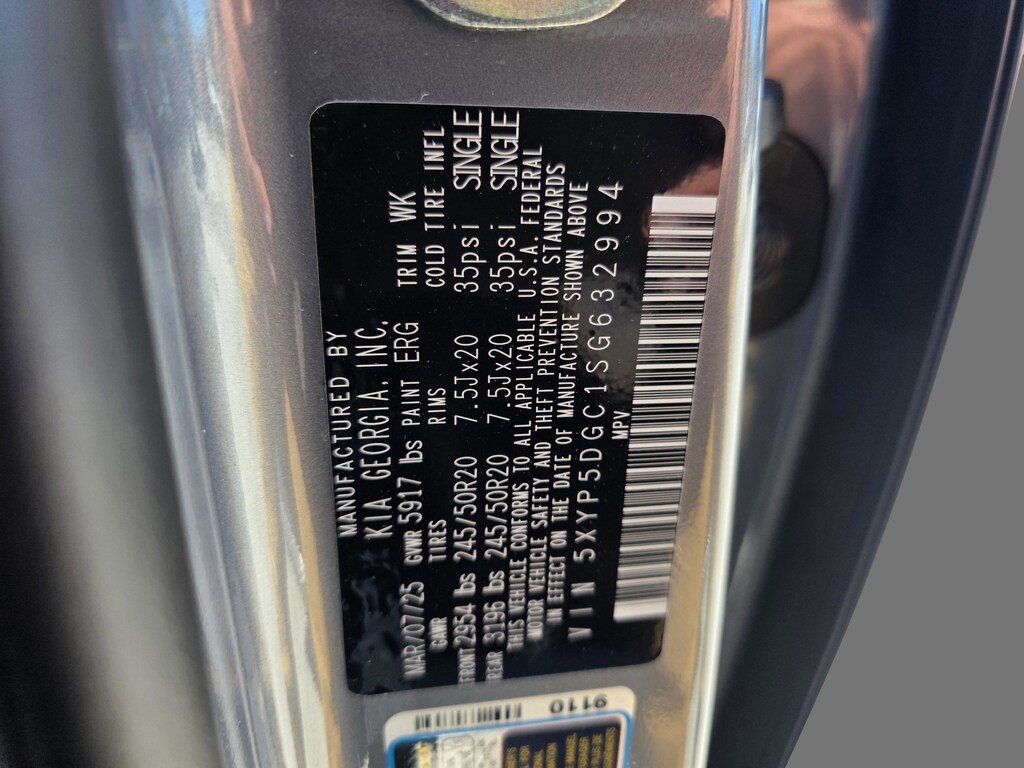 MANUFACTURED BY
KIA GEORGIA, INC.
MAR/07/25 GVWR 5917 lbs PAINT ERG TRIM WK
GAWR TIRES RIMS COLD TIRE INFL
FRONT 2954 lbs 245/50R20 7.5Jx20 35psi SINGLE
REAR 3196 lbs 245/50R20 7.5Jx20 35psi SINGLE
THIS VEHICLE CONFORMS TO ALL APPLICABLE U.S.A. FEDERAL
MOTOR VEHICLE SAFETY AND THEFT PREVENTION STANDARDS
IN EFFECT ON THE DATE OF MANUFACTURE SHOWN ABOVE
VIN 5XYP5DGC1SG632994
MPV
9110